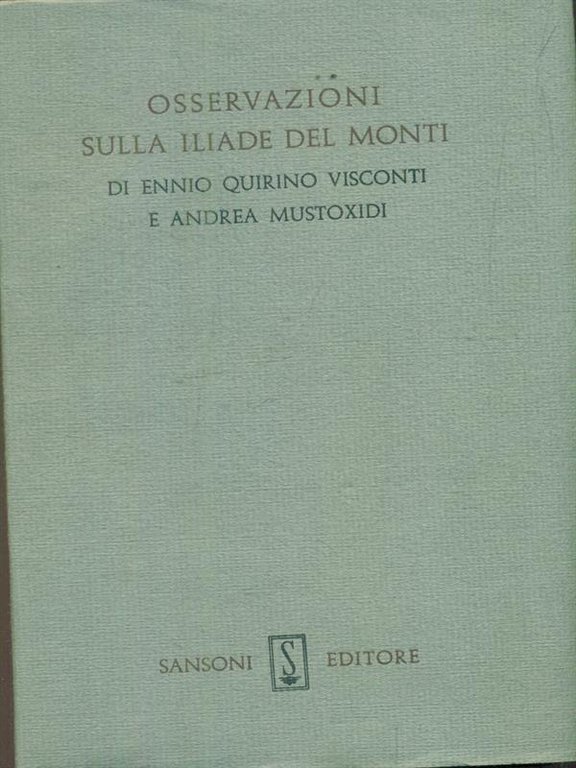 OSSERVAZIONI
SULLA ILIADE DEL MONTI
DI ENNIO QUIRINO VISCONTI
E ANDREA MUSTOXIDI
SANSONI S EDITORE